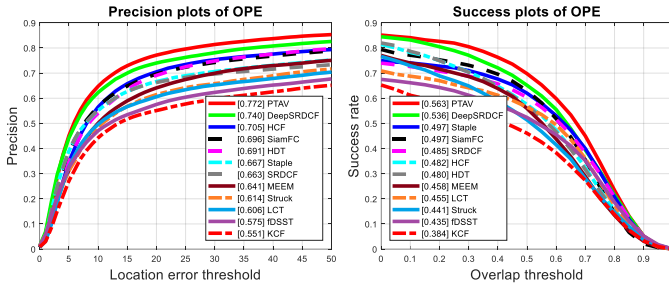 Precision plots of OPE
0.9
0.8
0.7
0.6
0.5
0.4
0.3
0.2
0.1
0
Precision
[0.772] PTAV
[0.740] DeepSRDCF
[0.705] HCF
[0.696] SiamFC
[0.691] HDT
[0.667] Staple
[0.663] SRDCF
[0.641] MEEM
[0.614] Struck
[0.606] LCT
[0.575] fDSST
[0.551] KCF
0 5 10 15 20 25 30 35 40 45 50
Location error threshold
Success plots of OPE
0.9
0.8
0.7
0.6
0.5
0.4
0.3
0.2
0.1
0
Success rate
[0.563] PTAV
[0.536] DeepSRDCF
[0.497] Staple
[0.497] SiamFC
[0.485] SRDCF
[0.482] HCF
[0.480] HDT
[0.458] MEEM
[0.455] LCT
[0.441] Struck
[0.435] fDSST
[0.384] KCF
0 0.1 0.2 0.3 0.4 0.5 0.6 0.7 0.8 0.9
Overlap threshold